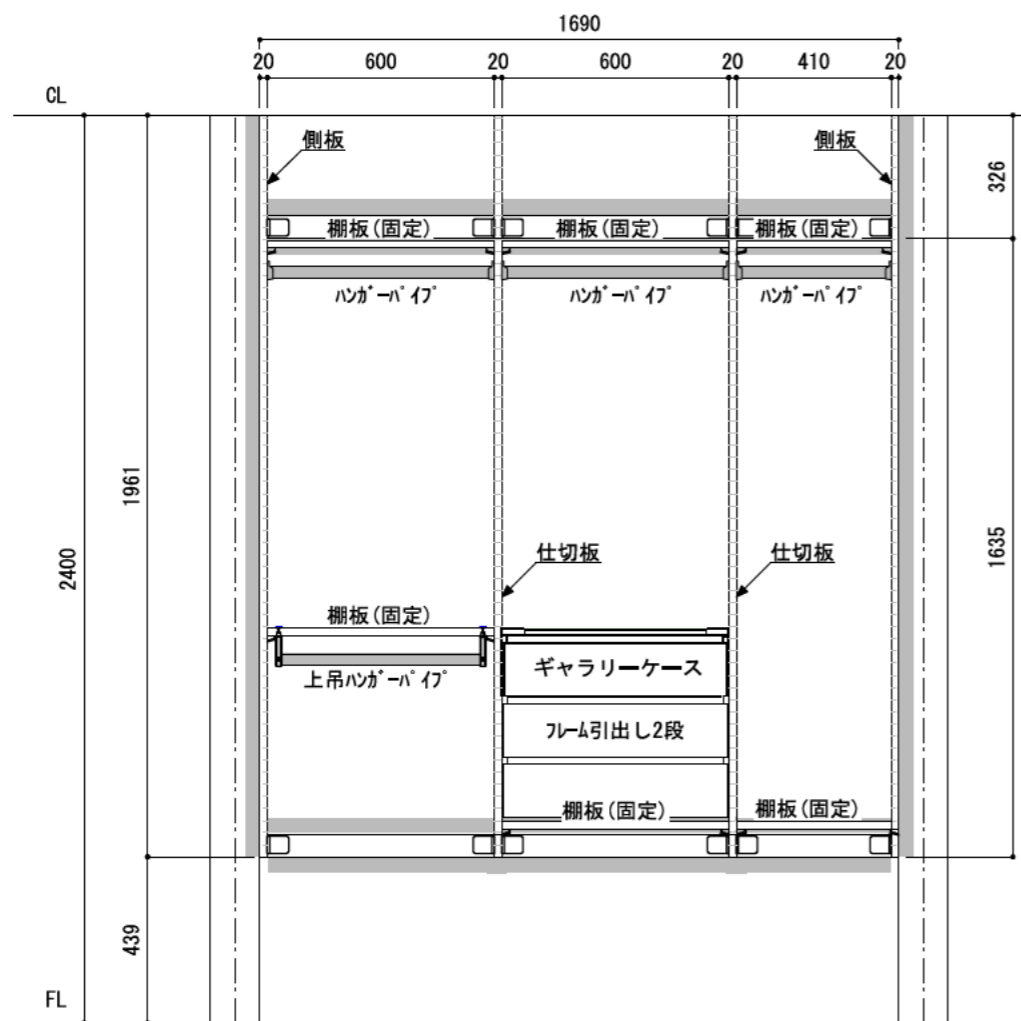 1690
20 600 20 600 20 410 20
CL
側板 側板
326
棚板(固定) 棚板(固定) 棚板(固定)
ﾊﾝｶﾞｰﾊﾟｲﾌﾟ ﾊﾝｶﾞｰﾊﾟｲﾌﾟ ﾊﾝｶﾞｰﾊﾟｲﾌﾟ
1961
2400
1635
仕切板 仕切板
棚板(固定)
上吊ﾊﾝｶﾞｰﾊﾟｲﾌﾟ
ギャラリーケース
ﾌﾚｰﾑ引出し2段
棚板(固定) 棚板(固定)
439
FL